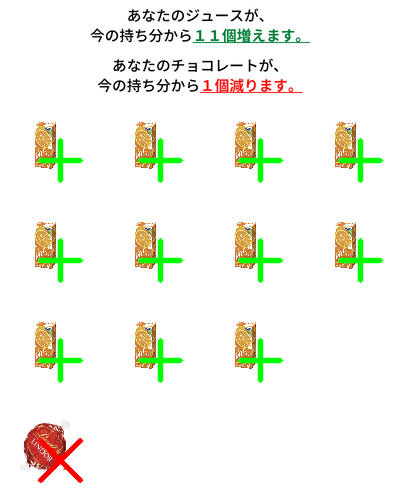 あなたのジュースが、
今の持ち分から１１個増えます。
あなたのチョコレートが、
今の持ち分から１個減ります。
LINDOR